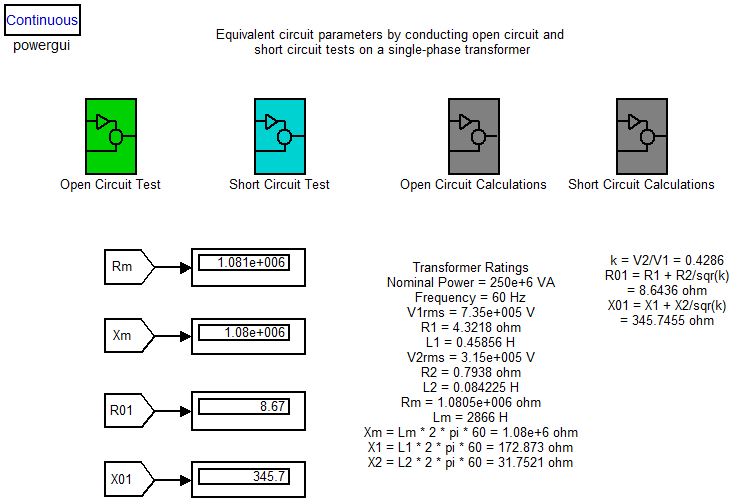 Continuous
powergui
Equivalent circuit parameters by conducting open circuit and
short circuit tests on a single-phase transformer
Open Circuit Test
Short Circuit Test
Open Circuit Calculations
Short Circuit Calculations
Rm
1.081e+006
Xm
1.08e+006
R01
8.67
X01
345.7
Transformer Ratings
Nominal Power = 250e+6 VA
Frequency = 60 Hz
V1rms = 7.35e+005 V
R1 = 4.3218 ohm
L1 = 0.45856 H
V2rms = 3.15e+005 V
R2 = 0.7938 ohm
L2 = 0.084225 H
Rm = 1.0805e+006 ohm
Lm = 2866 H
Xm = Lm * 2 * pi * 60 = 1.08e+6 ohm
X1 = L1 * 2 * pi * 60 = 172.873 ohm
X2 = L2 * 2 * pi * 60 = 31.7521 ohm
k = V2/V1 = 0.4286
R01 = R1 + R2/sqr(k)
= 8.6436 ohm
X01 = X1 + X2/sqr(k)
= 345.7455 ohm